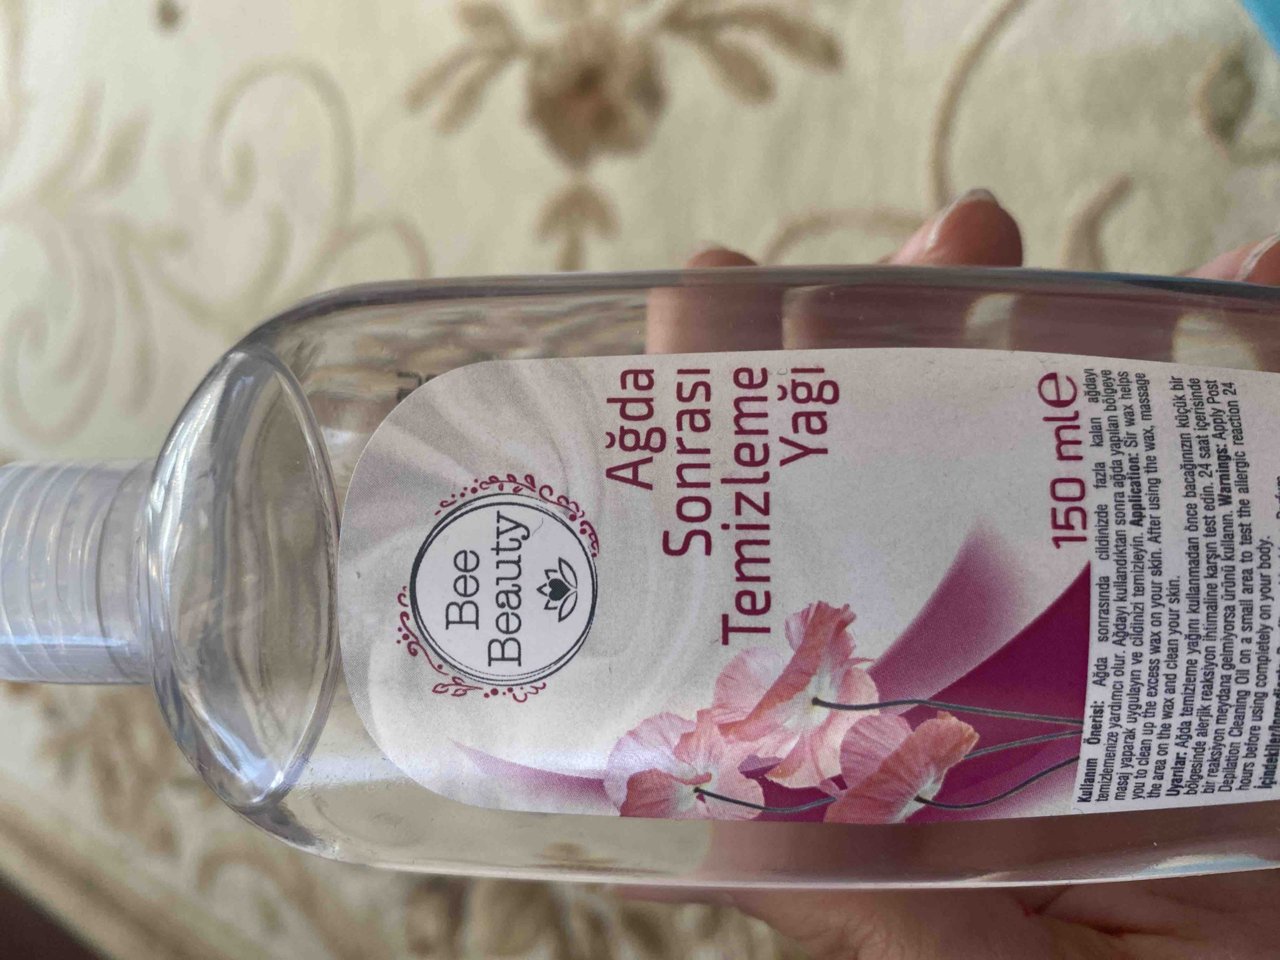 Bee
Beauty
Ağda
Sonrası
Temizleme
Yağı
150 ml e
Kullanım Önerisi: Ağda sonrasında cildinizde fazla kalan ağdayı
temizlemenize yardımcı olur. Ağdayı kullandıktan sonra ağda yapılan bölgeye
masaj yaparak uygulayın ve cildinizi temizleyin. Application: Sir wax helps
you to clean up the excess wax on your skin. After using the wax, massage
the area on the wax and clean your skin.
Uyarılar: Ağda temizleme yağını kullanmadan önce bacağınızın küçük bir
bölgesinde alerjik reaksiyon ihtimaline karşın test edin. 24 saat içerisinde
bir reaksiyon meydana gelmiyorsa ürünü kullanın. Warnings: Apply Post
Depilation Cleaning Oil on a small area to test the allergic reaction 24
hours before using completely on your body.